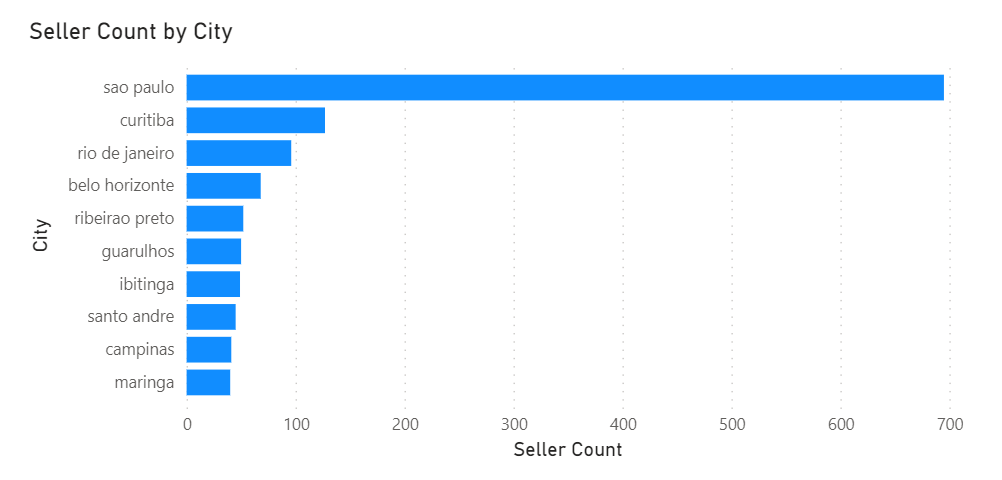 Seller Count by City
City
sao paulo
curitiba
rio de janeiro
belo horizonte
ribeirao preto
guarulhos
ibitinga
santo andre
campinas
maringa
0 100 200 300 400 500 600 700
Seller Count